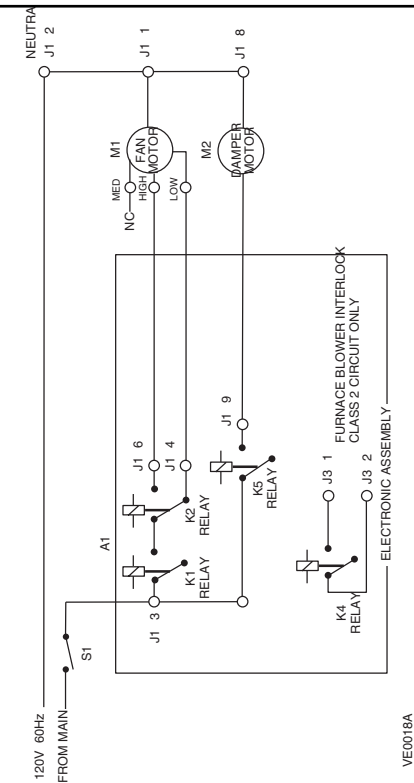 NEUTRA
J1 2
J1 1
J1 8
M1
FAN
MOTOR
M2
DAMPER
MOTOR
MED
HIGH
LOW
NC
A1
J1 6
J1 4
J1 9
K2
RELAY
K1
RELAY
K5
RELAY
J1 3
S1
FURNACE BLOWER INTERLOCK
CLASS 2 CIRCUIT ONLY
J3 1
J3 2
K4
RELAY
ELECTRONIC ASSEMBLY
120V 60Hz
FROM MAIN
VE0018A